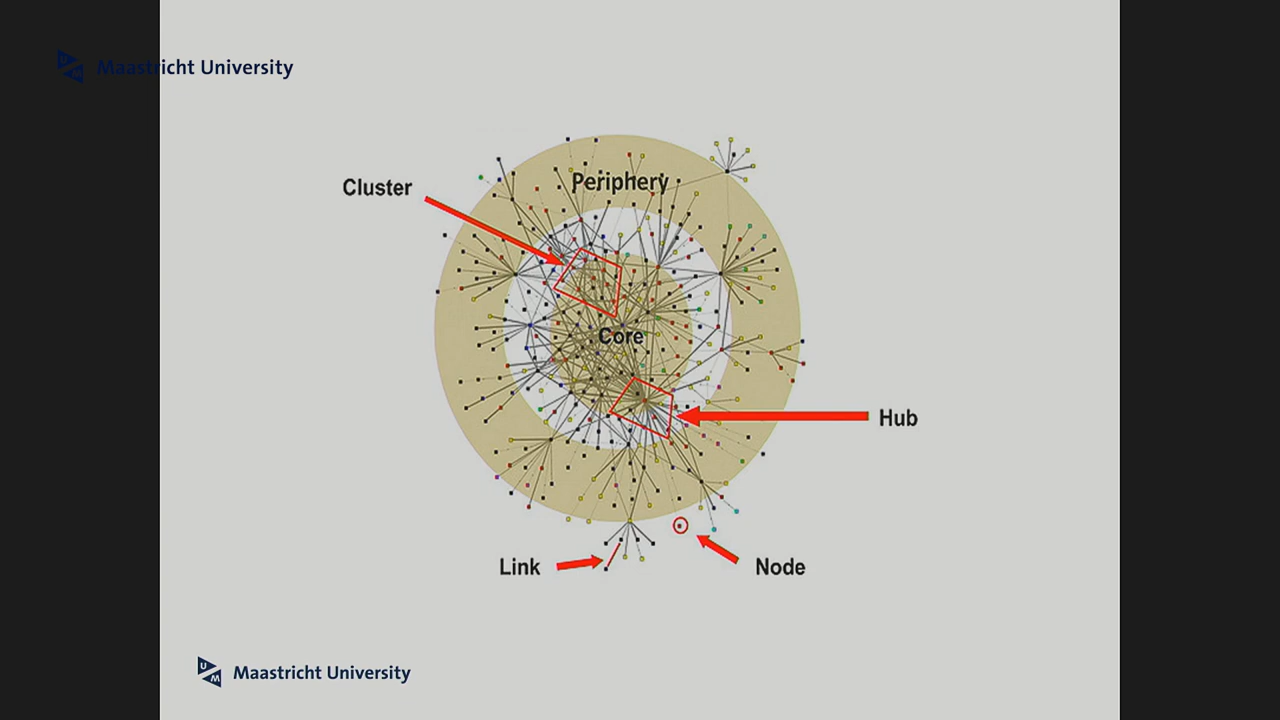 Maastricht University
Periphery
Cluster
Core
Hub
Link
Node
Maastricht University